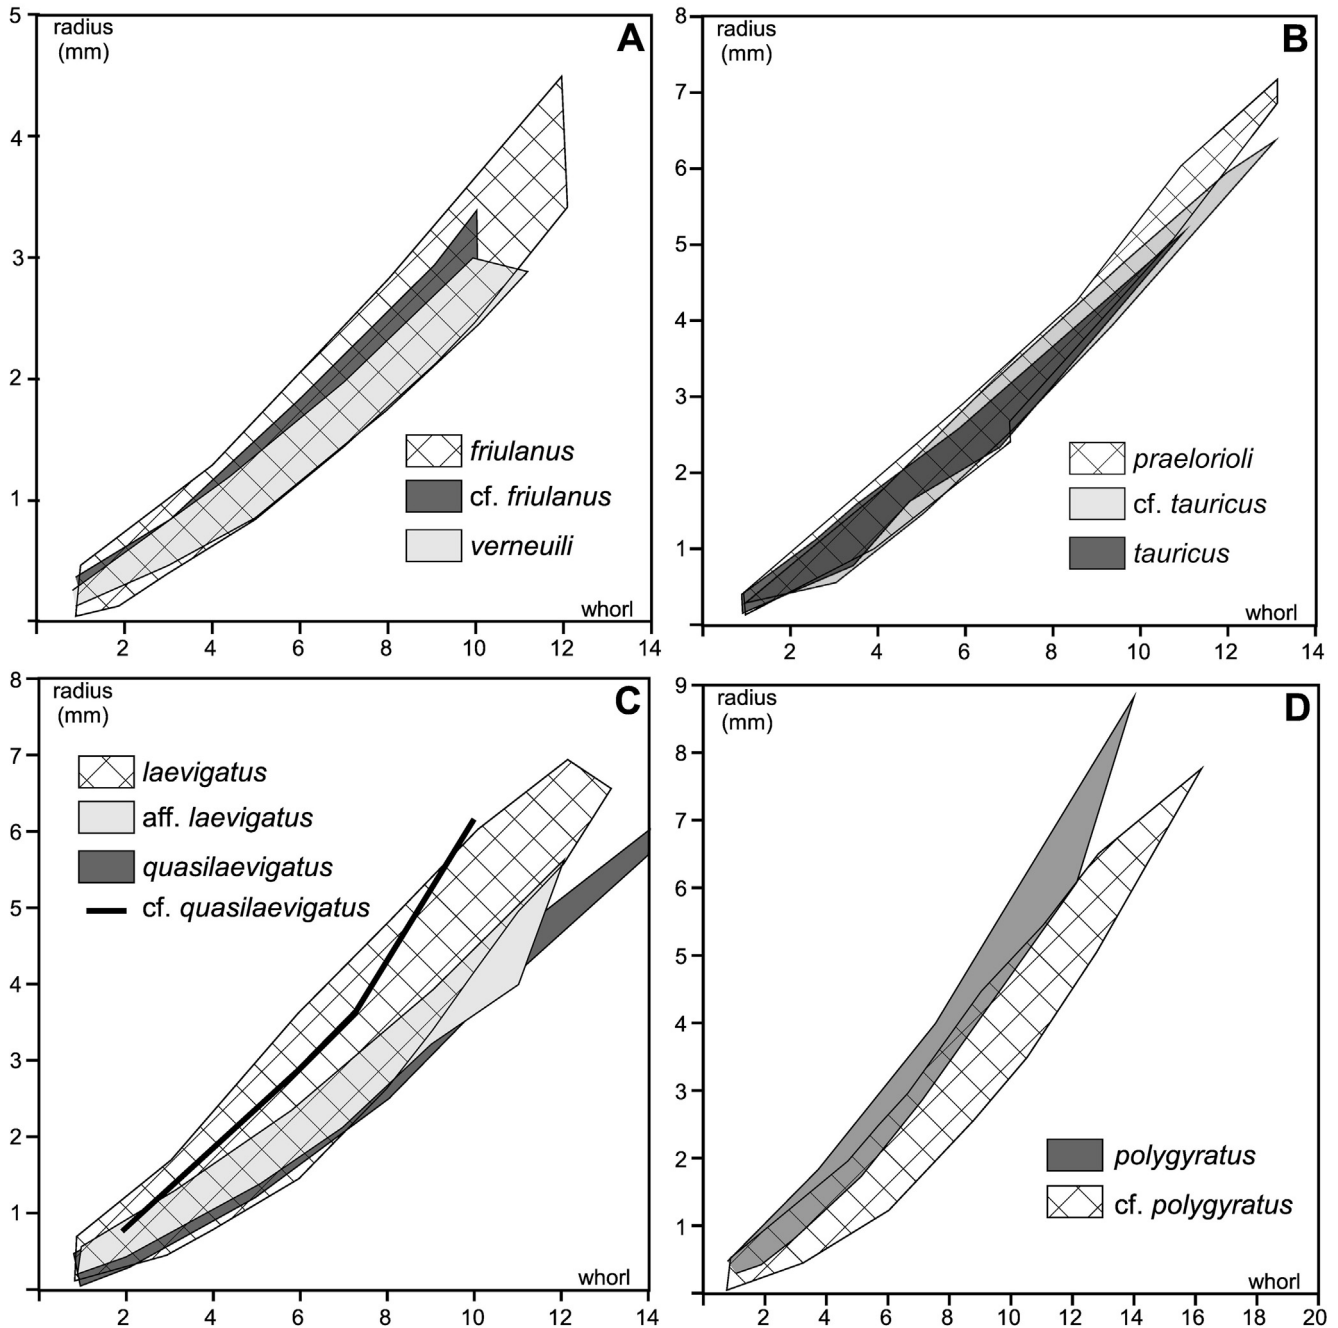 5
radius
(mm)
A
4
3
2
1
friulanus
cf. friulanus
verneuili
whorl
2 4 6 8 10 12 14
8
radius
(mm)
B
7
6
5
4
3
2
1
praelorioli
cf. tauricus
tauricus
whorl
2 4 6 8 10 12 14
8
radius
(mm)
C
7
6
5
4
3
2
1
laevigatus
aff. laevigatus
quasilaevigatus
cf. quasilaevigatus
whorl
2 4 6 8 10 12 14
9
radius
(mm)
D
8
7
6
5
4
3
2
1
polygyratus
cf. polygyratus
whorl
2 4 6 8 10 12 14 16 18 20